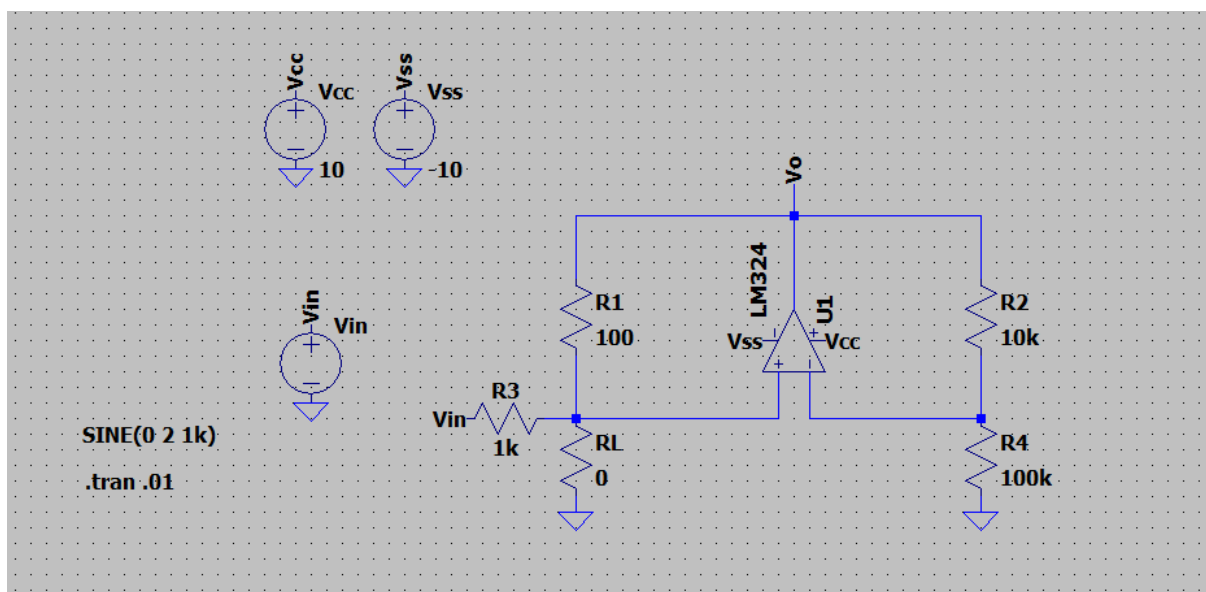 Vcc
Vcc
10
Vss
Vss
-10
Vin
Vin
SINE(0 2 1k)
.tran .01
Vo
R1
100
LM324
U1
Vss
Vcc
R2
10k
Vin
R3
1k
RL
0
R4
100k